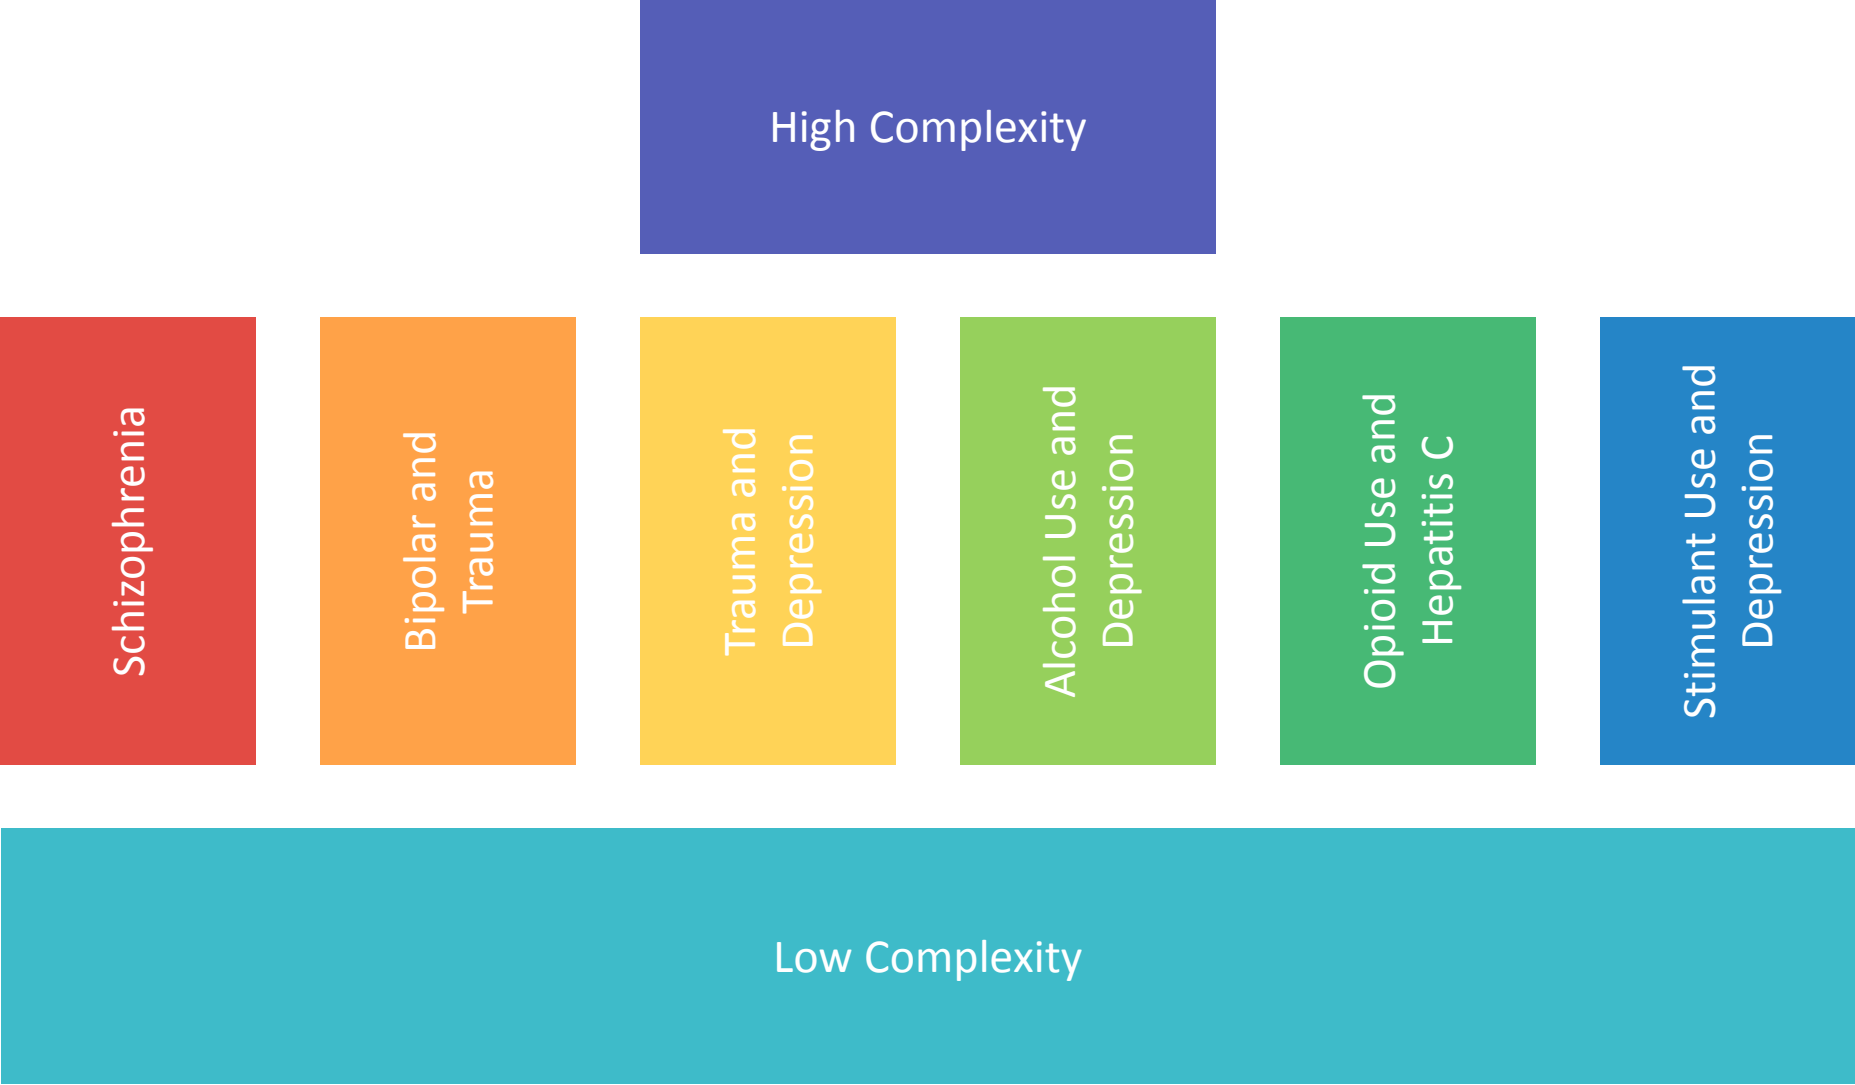 High Complexity
Schizophrenia
Bipolar and
Trauma
Trauma and
Depression
Alcohol Use and
Depression
Opioid Use and
Hepatitis C
Stimulant Use and
Depression
Low Complexity